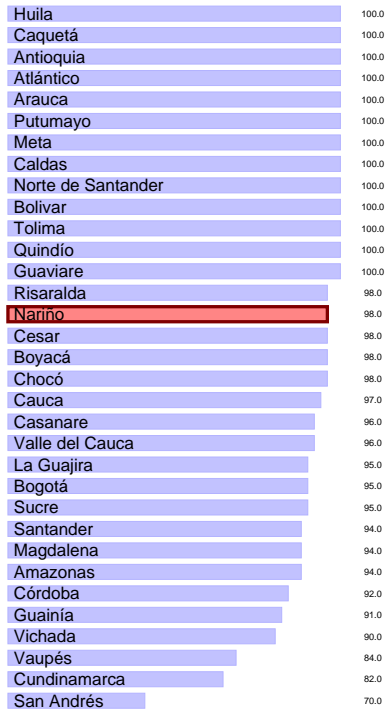 Huila 100.0
Caquetá 100.0
Antioquia 100.0
Atlántico 100.0
Arauca 100.0
Putumayo 100.0
Meta 100.0
Caldas 100.0
Norte de Santander 100.0
Bolivar 100.0
Tolima 100.0
Quindío 100.0
Guaviare 100.0
Risaralda 98.0
Nariño 98.0
Cesar 98.0
Boyacá 98.0
Chocó 98.0
Cauca 97.0
Casanare 96.0
Valle del Cauca 96.0
La Guajira 95.0
Bogotá 95.0
Sucre 95.0
Santander 94.0
Magdalena 94.0
Amazonas 94.0
Córdoba 92.0
Guainía 91.0
Vichada 90.0
Vaupés 84.0
Cundinamarca 82.0
San Andrés 70.0